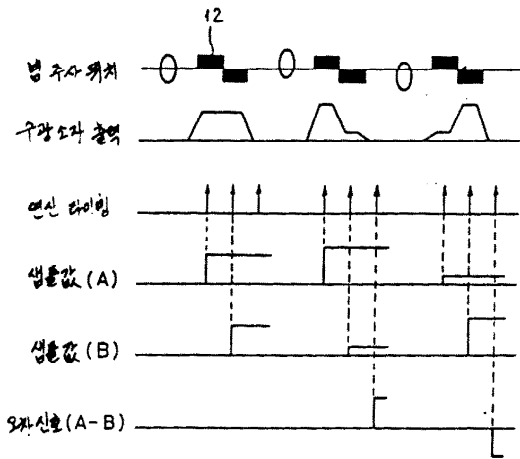 12
빔 주사 위치
수광소자 출력
연산 타이밍
샘플값 (A)
샘플값 (B)
오차신호 (A-B)